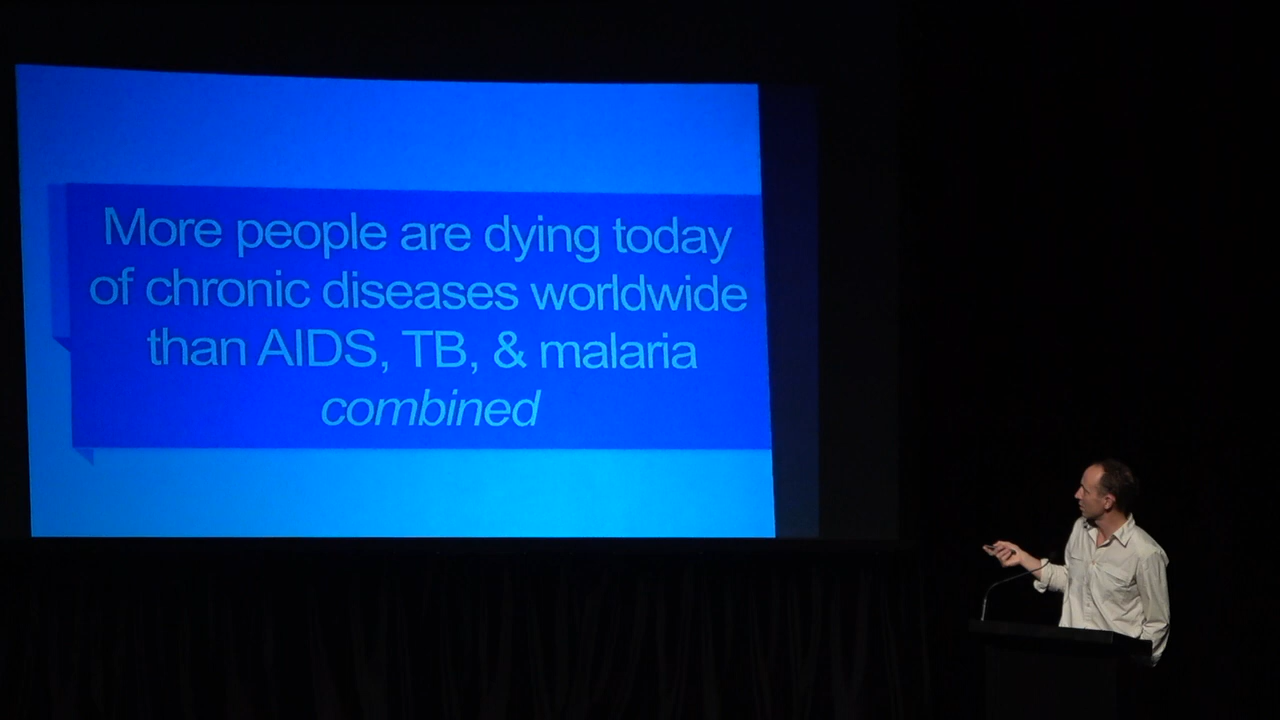 More people are dying today
of chronic diseases worldwide
than AIDS, TB, & malaria
combined